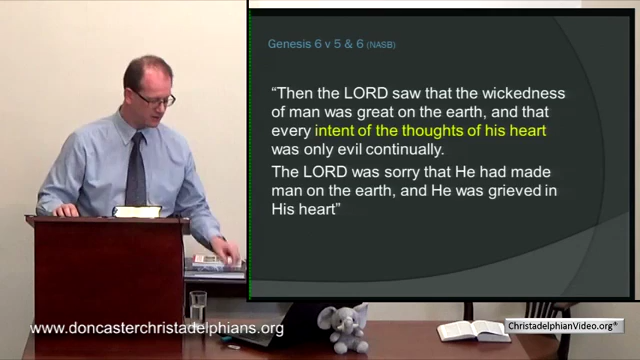 Genesis 6 v 5 & 6 (NASB)
“Then the LORD saw that the wickedness
of man was great on the earth, and that
every intent of the thoughts of his heart
was only evil continually.
The LORD was sorry that He had made
man on the earth, and He was grieved in
His heart”
www.doncasterchristadelphians.org
ChristadelphianVideo.org*